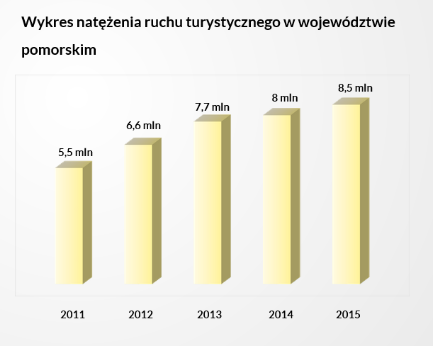 Wykres natężenia ruchu turystycznego w województwie
pomorskim
8,5 mln
8 mln
7,7 mln
6,6 mln
5,5 mln
2011 2012 2013 2014 2015